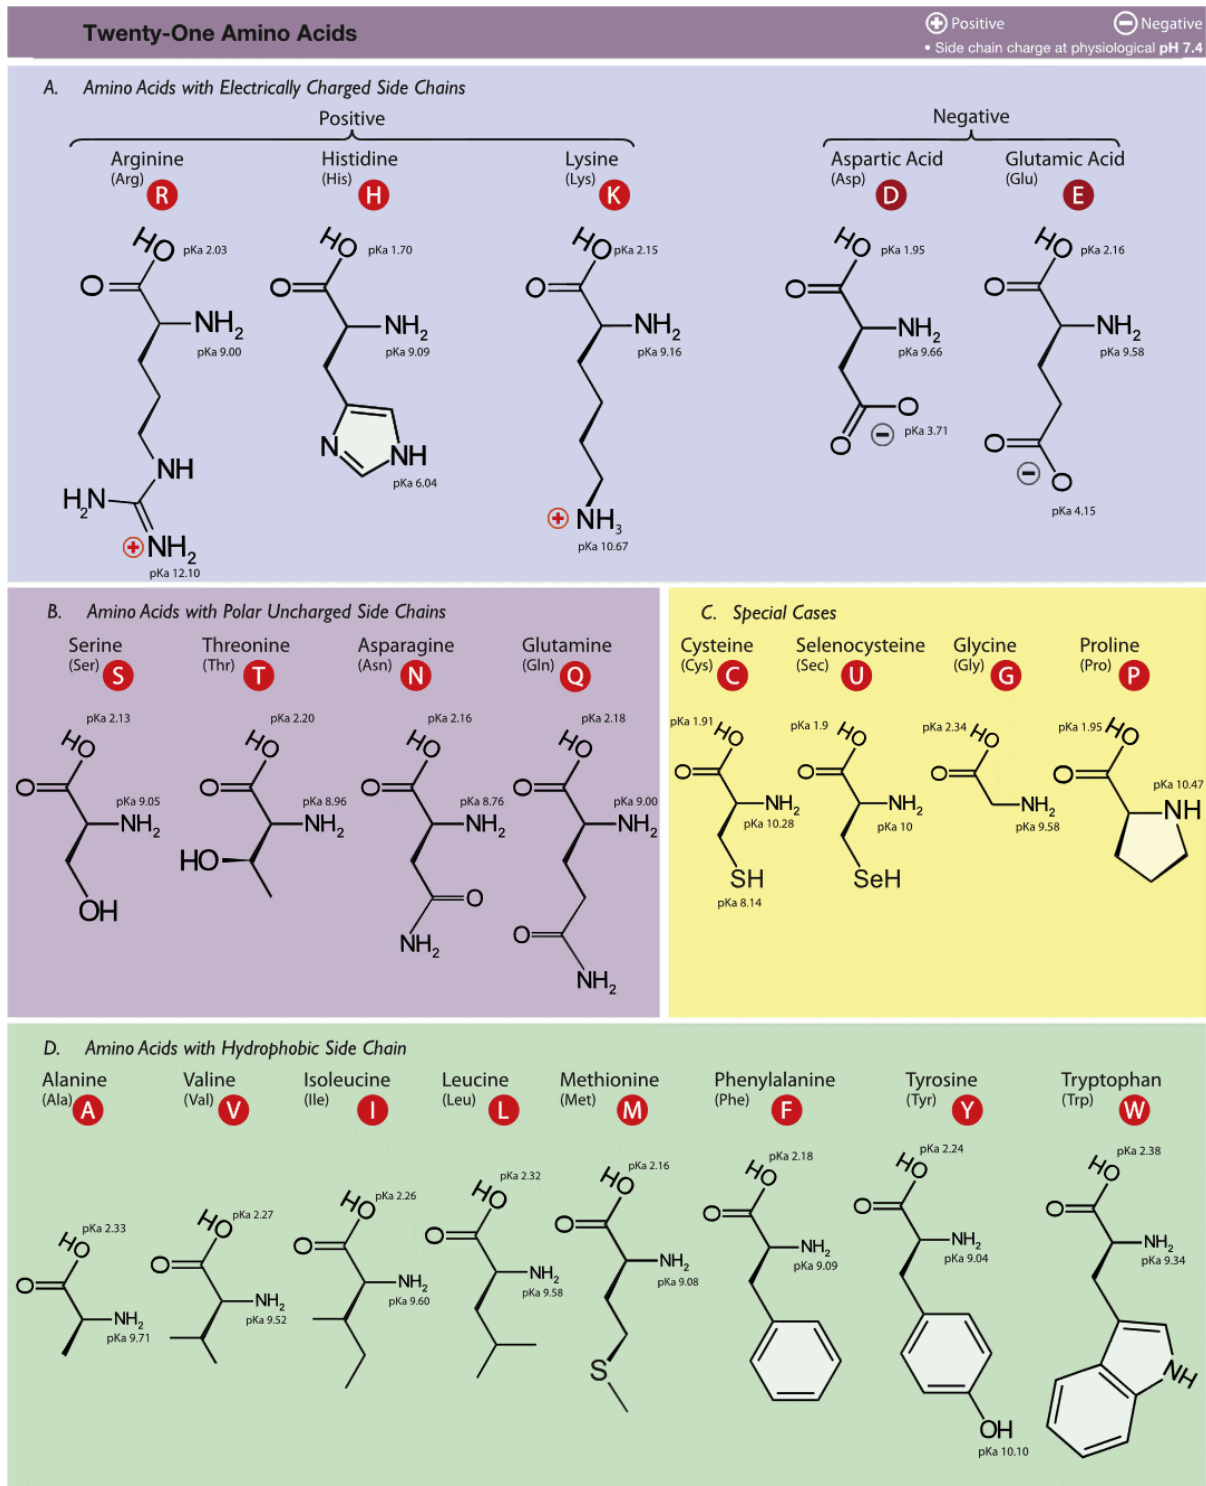 Twenty-One Amino Acids
⊕ Positive ⊖ Negative
• Side chain charge at physiological pH 7.4
A. Amino Acids with Electrically Charged Side Chains
Positive
Negative
Arginine
(Arg)
R
HO pKa 2.03
O
NH2
pKa 9.00
NH
H2N
⊕ NH2
pKa 12.10
Histidine
(His)
H
HO pKa 1.70
O
NH2
pKa 9.09
N
NH
pKa 6.04
Lysine
(Lys)
K
HO pKa 2.15
O
NH2
pKa 9.16
⊕ NH3
pKa 10.67
Aspartic Acid
(Asp)
D
HO pKa 1.95
O
NH2
pKa 9.66
O
⊖ pKa 3.71
O
Glutamic Acid
(Glu)
E
HO pKa 2.16
O
NH2
pKa 9.58
O
⊖ O
pKa 4.15
B. Amino Acids with Polar Uncharged Side Chains
Serine
(Ser)
S
pKa 2.13
HO
O
pKa 9.05
NH2
OH
Threonine
(Thr)
T
pKa 2.20
HO
O
pKa 8.96
NH2
HO
Asparagine
(Asn)
N
pKa 2.16
HO
O
pKa 8.76
NH2
O
NH2
Glutamine
(Gln)
Q
pKa 2.18
HO
O
pKa 9.00
NH2
O
NH2
C. Special Cases
Cysteine
(Cys)
C
pKa 1.91 HO
O
NH2
pKa 10.28
SH
pKa 8.14
Selenocysteine
(Sec)
U
pKa 1.9 HO
O
NH2
pKa 10
SeH
Glycine
(Gly)
G
pKa 2.34 HO
O
NH2
pKa 9.58
Proline
(Pro)
P
pKa 1.95 HO
O
pKa 10.47
NH
D. Amino Acids with Hydrophobic Side Chain
Alanine
(Ala)
A
pKa 2.33
HO
O
NH2
pKa 9.71
Valine
(Val)
V
HO pKa 2.27
O
NH2
pKa 9.52
Isoleucine
(Ile)
I
HO pKa 2.26
O
NH2
pKa 9.60
Leucine
(Leu)
L
pKa 2.32
HO
O
NH2
pKa 9.58
Methionine
(Met)
M
pKa 2.16
HO
O
NH2
pKa 9.08
S
Phenylalanine
(Phe)
F
pKa 2.18
HO
O
NH2
pKa 9.09
Tyrosine
(Tyr)
Y
pKa 2.24
HO
O
NH2
pKa 9.04
OH
pKa 10.10
Tryptophan
(Trp)
W
pKa 2.38
HO
O
NH2
pKa 9.34
NH